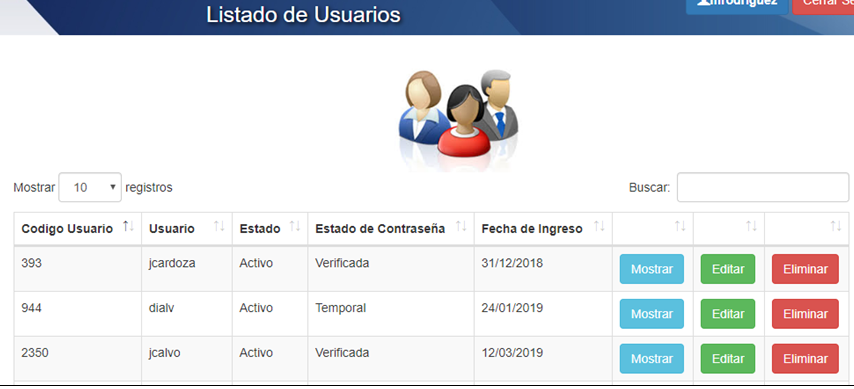 mrodriguez Cerrar Se
Listado de Usuarios
Mostrar 10 registros Buscar:
Codigo Usuario Usuario Estado Estado de Contraseña Fecha de Ingreso
393 jcardoza Activo Verificada 31/12/2018 Mostrar Editar Eliminar
944 dialv Activo Temporal 24/01/2019 Mostrar Editar Eliminar
2350 jcalvo Activo Verificada 12/03/2019 Mostrar Editar Eliminar